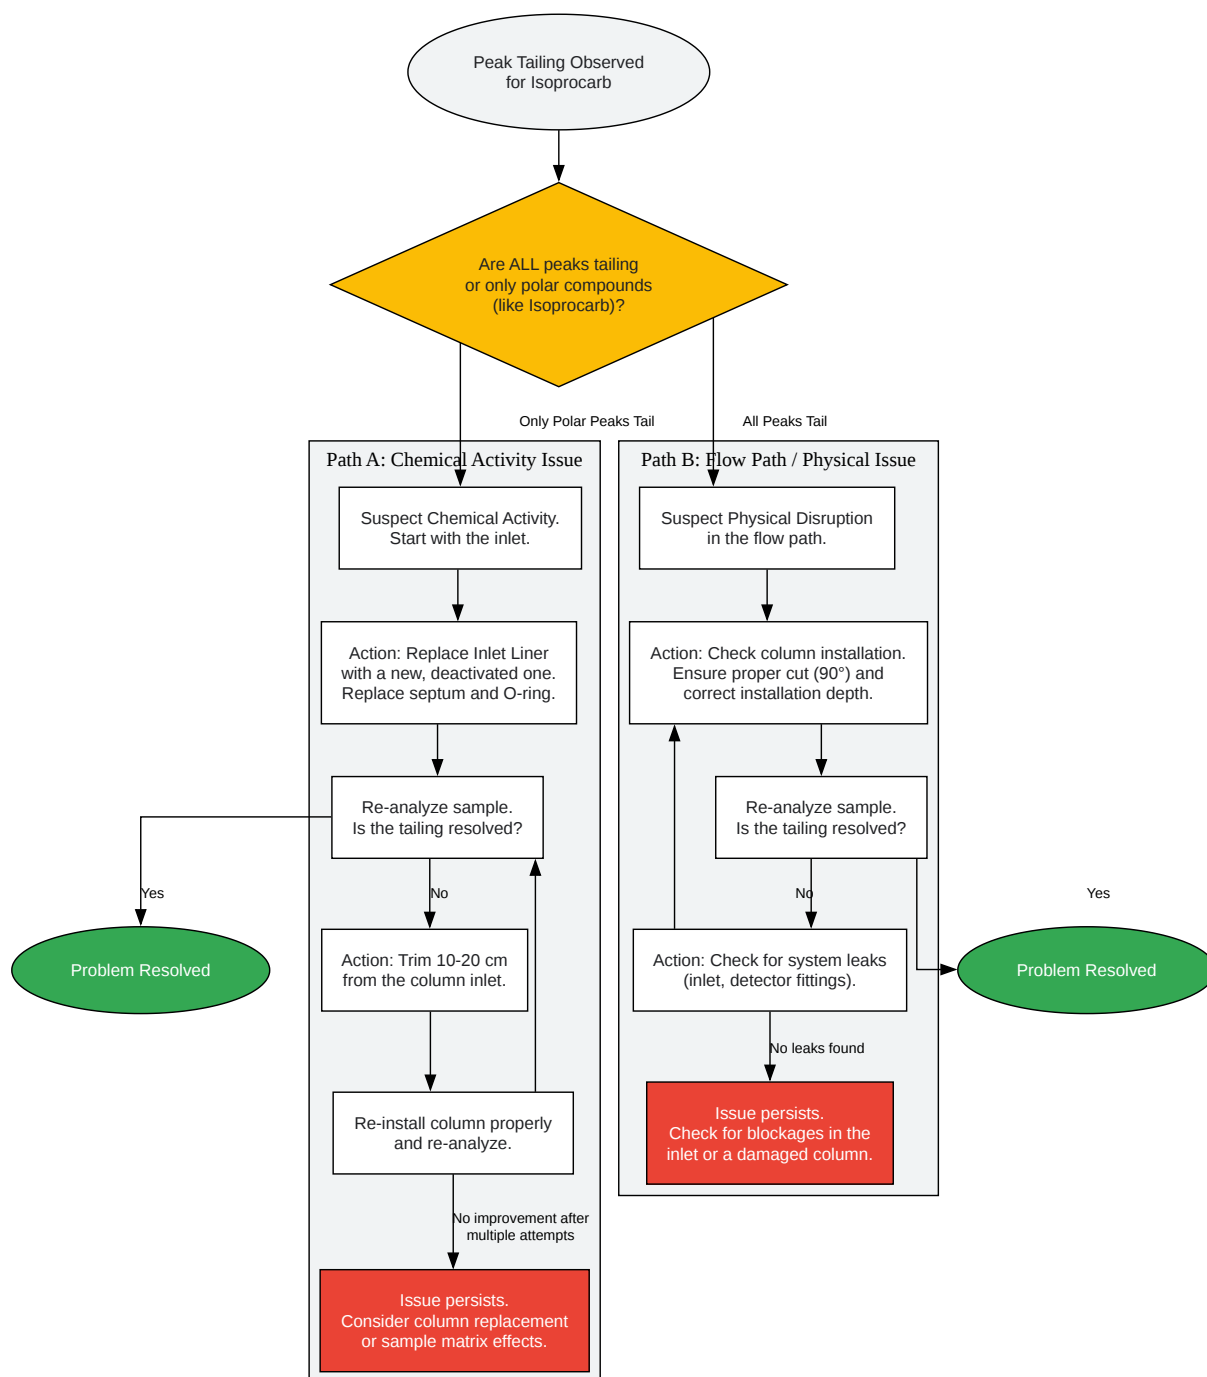 Peak Tailing Observed
for Isoprocarb
Are ALL peaks tailing
or only polar compounds
(like Isoprocarb)?
Only Polar Peaks Tail
All Peaks Tail
Path A: Chemical Activity Issue
Suspect Chemical Activity.
Start with the inlet.
Action: Replace Inlet Liner
with a new, deactivated one.
Replace septum and O-ring.
Re-analyze sample.
Is the tailing resolved?
Yes
No
Problem Resolved
Action: Trim 10-20 cm
from the column inlet.
Re-install column properly
and re-analyze.
No improvement after
multiple attempts
Issue persists.
Consider column replacement
or sample matrix effects.
Path B: Flow Path / Physical Issue
Suspect Physical Disruption
in the flow path.
Action: Check column installation.
Ensure proper cut (90°) and
correct installation depth.
Re-analyze sample.
Is the tailing resolved?
No
Yes
Action: Check for system leaks
(inlet, detector fittings).
Problem Resolved
No leaks found
Issue persists.
Check for blockages in the
inlet or a damaged column.